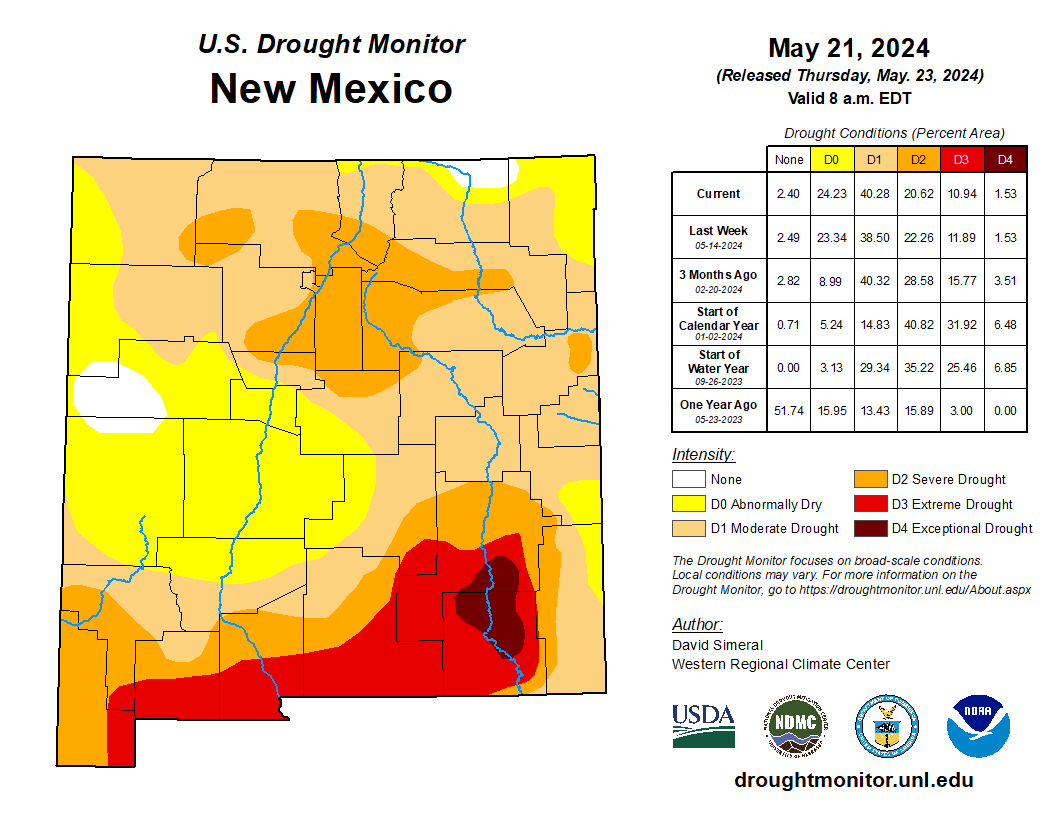 U.S. Drought Monitor
New Mexico
May 21, 2024
(Released Thursday, May. 23, 2024)
Valid 8 a.m. EDT
Drought Conditions (Percent Area)
None D0 D1 D2 D3 D4
Current 2.40 24.23 40.28 20.62 10.94 1.53
Last Week 2.49 23.34 38.50 22.26 11.89 1.53
05-14-2024
3 Months Ago 2.82 8.99 40.32 28.58 15.77 3.51
02-20-2024
Start of
Calendar Year 0.71 5.24 14.83 40.82 31.92 6.48
01-02-2024
Start of
Water Year 0.00 3.13 29.34 35.22 25.46 6.85
09-26-2023
One Year Ago 51.74 15.95 13.43 15.89 3.00 0.00
05-23-2023
Intensity:
None
D0 Abnormally Dry
D1 Moderate Drought
D2 Severe Drought
D3 Extreme Drought
D4 Exceptional Drought
The Drought Monitor focuses on broad-scale conditions.
Local conditions may vary. For more information on the
Drought Monitor, go to https://droughtmonitor.unl.edu/About.aspx
Author:
David Simeral
Western Regional Climate Center
USDA
NDMC
NOAA
droughtmonitor.unl.edu